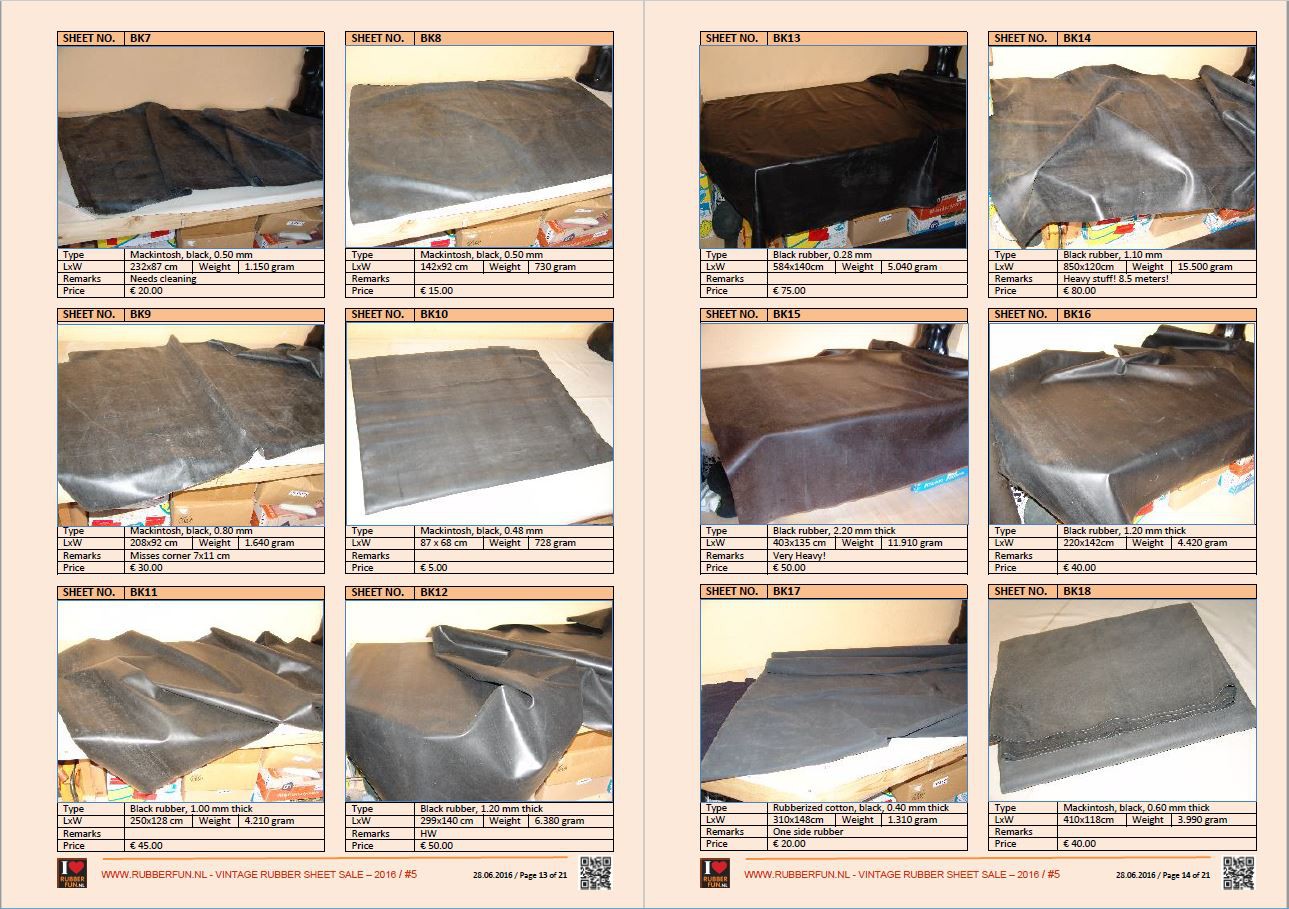 SHEET NO. BK7
Type Mackintosh, black, 0.50 mm
LxW 232x87 cm Weight 1.150 gram
Remarks Needs cleaning
Price € 20.00
SHEET NO. BK8
Type Mackintosh, black, 0.50 mm
LxW 142x92 cm Weight 730 gram
Remarks
Price € 15.00
SHEET NO. BK9
Type Mackintosh, black, 0.80 mm
LxW 208x92 cm Weight 1.640 gram
Remarks Misses corner 7x11 cm
Price € 30.00
SHEET NO. BK10
Type Mackintosh, black, 0.48 mm
LxW 87 x 68 cm Weight 728 gram
Remarks
Price € 5.00
SHEET NO. BK11
Type Black rubber, 1.00 mm thick
LxW 250x128 cm Weight 4.210 gram
Remarks
Price € 45.00
SHEET NO. BK12
Type Black rubber, 1.20 mm thick
LxW 299x140 cm Weight 6.380 gram
Remarks HW
Price € 50.00
I
RUBBER
FUN.NL
WWW.RUBBERFUN.NL - VINTAGE RUBBER SHEET SALE – 2016 / #5
28.06.2016 / Page 13 of 21
SHEET NO. BK13
Type Black rubber, 0.28 mm
LxW 584x140cm Weight 5.040 gram
Remarks
Price € 75.00
SHEET NO. BK14
Type Black rubber, 1.10 mm
LxW 850x120cm Weight 15.500 gram
Remarks Heavy stuff! 8.5 meters!
Price € 80.00
SHEET NO. BK15
Type Black rubber, 2.20 mm thick
LxW 403x135 cm Weight 11.910 gram
Remarks Very Heavy!
Price € 50.00
SHEET NO. BK16
Type Black rubber, 1.20 mm thick
LxW 220x142cm Weight 4.420 gram
Remarks
Price € 40.00
SHEET NO. BK17
Type Rubberized cotton, black, 0.40 mm thick
LxW 310x148cm Weight 1.310 gram
Remarks One side rubber
Price € 20.00
SHEET NO. BK18
Type Mackintosh, black, 0.60 mm thick
LxW 410x118cm Weight 3.990 gram
Remarks
Price € 40.00
I
RUBBER
FUN.NL
WWW.RUBBERFUN.NL - VINTAGE RUBBER SHEET SALE – 2016 / #5
28.06.2016 / Page 14 of 21